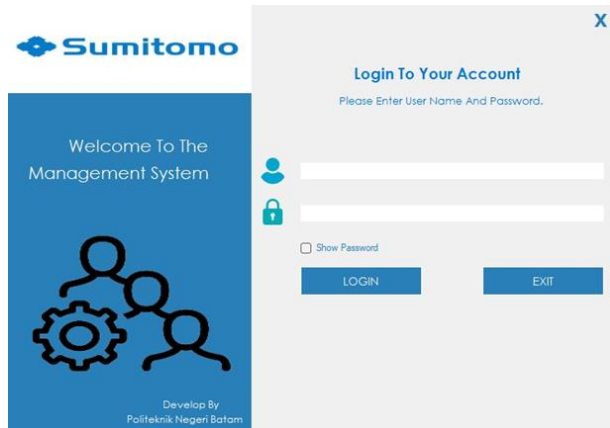 Sumitomo
Welcome To The
Management System
Develop By
Politeknik Negeri Batam
X
Login To Your Account
Please Enter User Name And Password.
Show Password
LOGIN
EXIT